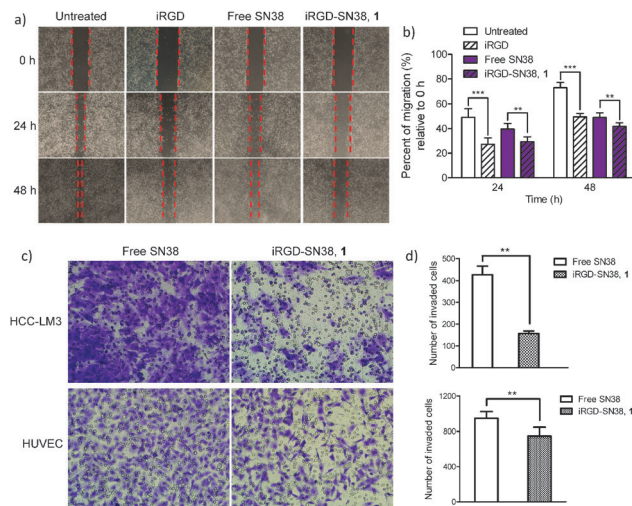 a)
Untreated
iRGD
Free SN38
iRGD-SN38, 1
0 h
24 h
48 h
b)
Untreated
iRGD
Free SN38
iRGD-SN38, 1
Percent of migration (%)
relative to 0 h
100
80
60
40
20
0
***
**
***
**
24
48
Time (h)
c)
Free SN38
iRGD-SN38, 1
HCC-LM3
HUVEC
d)
Number of invaded cells
500
400
300
200
100
0
**
Free SN38
iRGD-SN38, 1
Number of invaded cells
1200
800
400
0
**
Free SN38
iRGD-SN38, 1